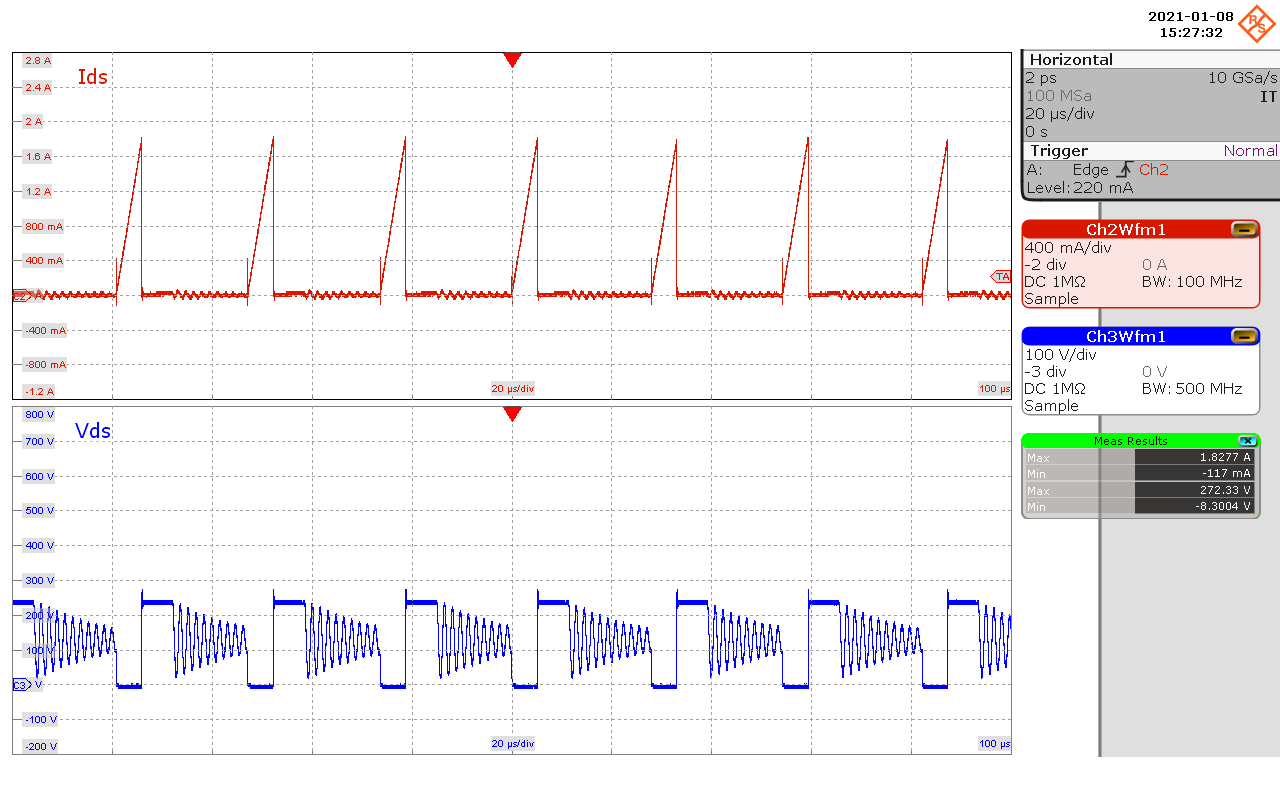 2021-01-08
15:27:32
R&S
2.8 A
Ids
2.4 A
2 A
1.6 A
1.2 A
800 mA
400 mA
C2
A
TA
-400 mA
-800 mA
-1.2 A
20 µs/div
100 µs
800 V
Vds
700 V
600 V
500 V
400 V
300 V
200 V
100 V
C3
V
-100 V
-200 V
20 µs/div
100 µs
Horizontal
2 ps 10 GSa/s
100 MSa IT
20 µs/div
0 s
Trigger Normal
A: Edge Ch2
Level: 220 mA
Ch2Wfm1
400 mA/div
-2 div 0 A
DC 1MΩ BW: 100 MHz
Sample
Ch3Wfm1
100 V/div
-3 div 0 V
DC 1MΩ BW: 500 MHz
Sample
Meas Results
Max 1.8277 A
Min -117 mA
Max 272.33 V
Min -8.3004 V